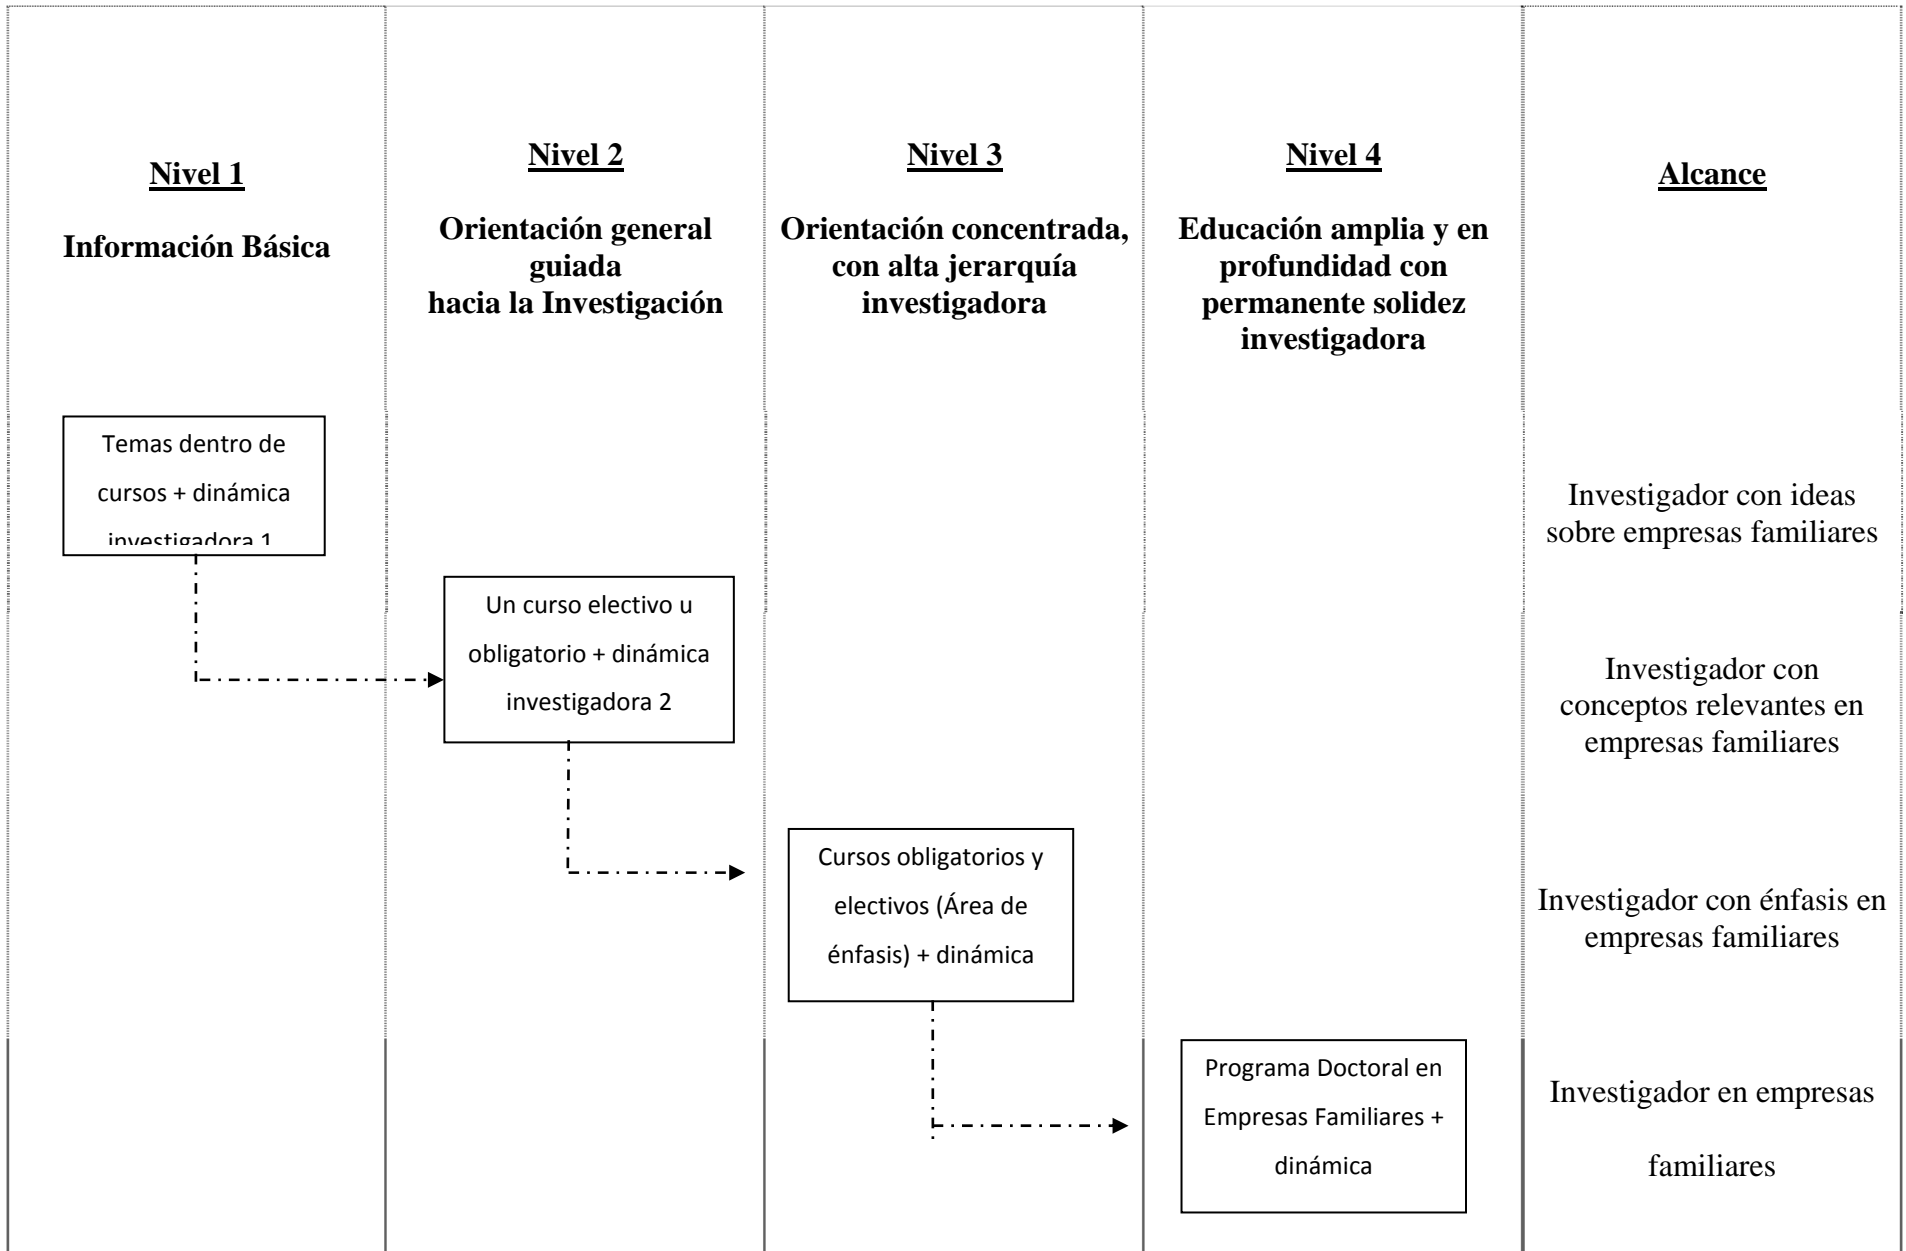 Nivel 1
Información Básica
Nivel 2
Orientación general
guiada
hacia la Investigación
Nivel 3
Orientación concentrada,
con alta jerarquía
investigadora
Nivel 4
Educación amplia y en
profundidad con
permanente solidez
investigadora
Alcance
Temas dentro de
cursos + dinámica
investigadora 1
Investigador con ideas
sobre empresas familiares
Un curso electivo u
obligatorio + dinámica
investigadora 2
Investigador con
conceptos relevantes en
empresas familiares
Cursos obligatorios y
electivos (Área de
énfasis) + dinámica
Investigador con énfasis en
empresas familiares
Programa Doctoral en
Empresas Familiares +
dinámica
Investigador en empresas
familiares